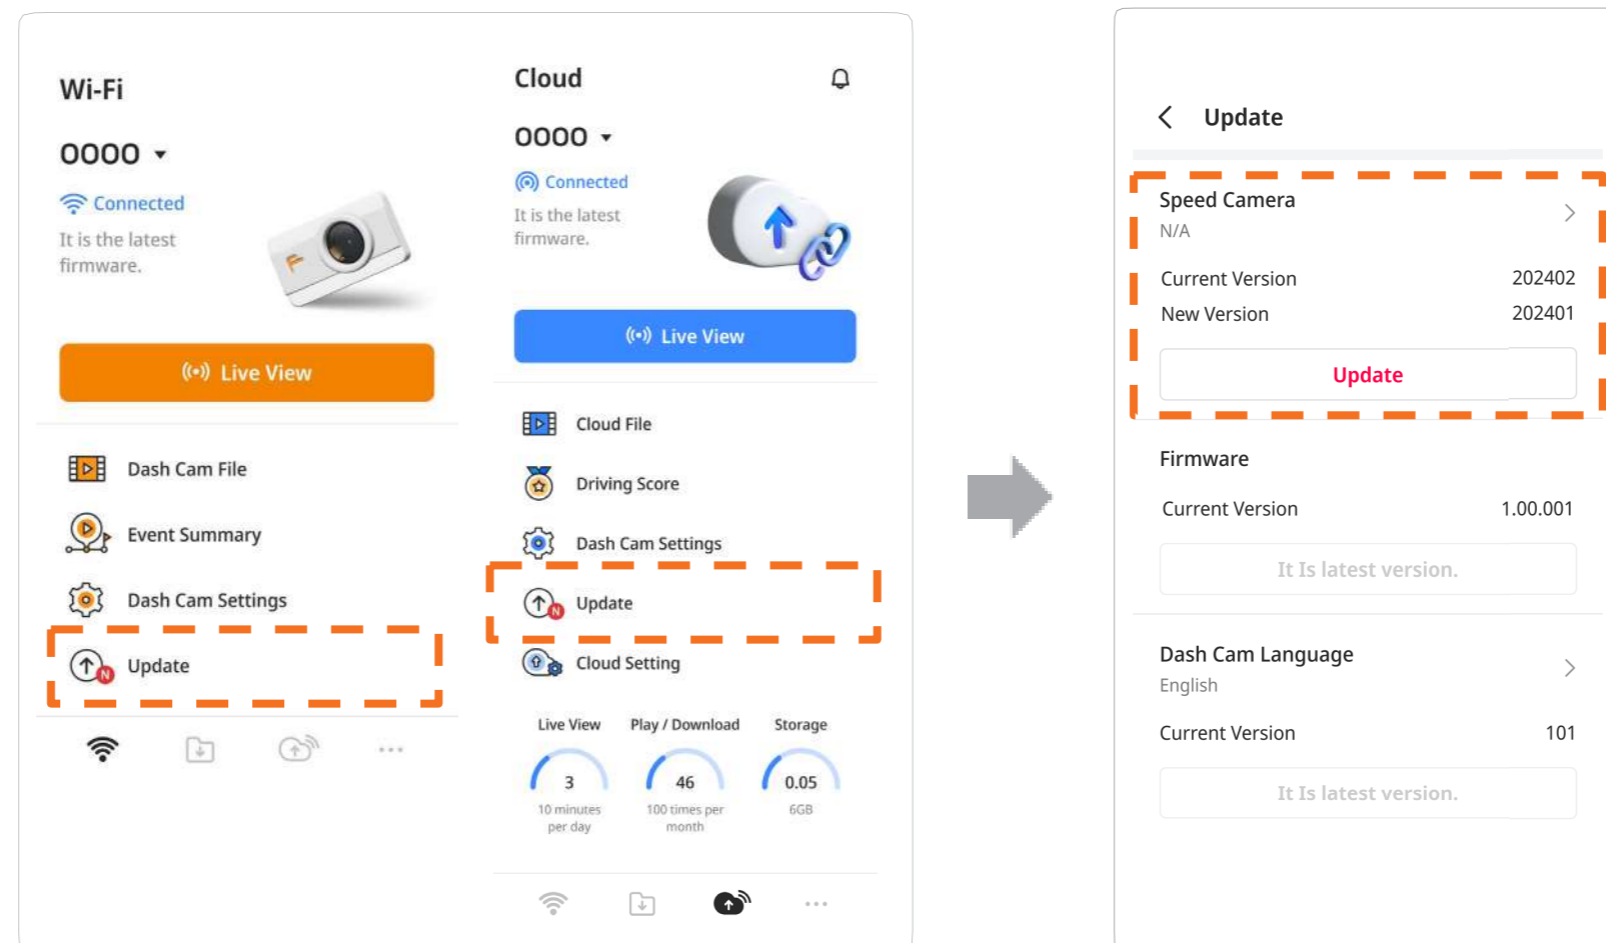 Wi-Fi
OOOO
Connected
It is the latest
firmware.
F
Live View
Dash Cam File
Event Summary
Dash Cam Settings
N
Update
Cloud
OOOO
Connected
It is the latest
firmware.
Live View
Cloud File
Driving Score
Dash Cam Settings
N
Update
Cloud Setting
Live View Play / Download Storage
3 46 0.05
10 minutes 100 times per 6GB
per day month
...
...
Update
Speed Camera
N/A
Current Version 202402
New Version 202401
Update
Firmware
Current Version 1.00.001
It Is latest version.
Dash Cam Language
English
Current Version 101
It Is latest version.